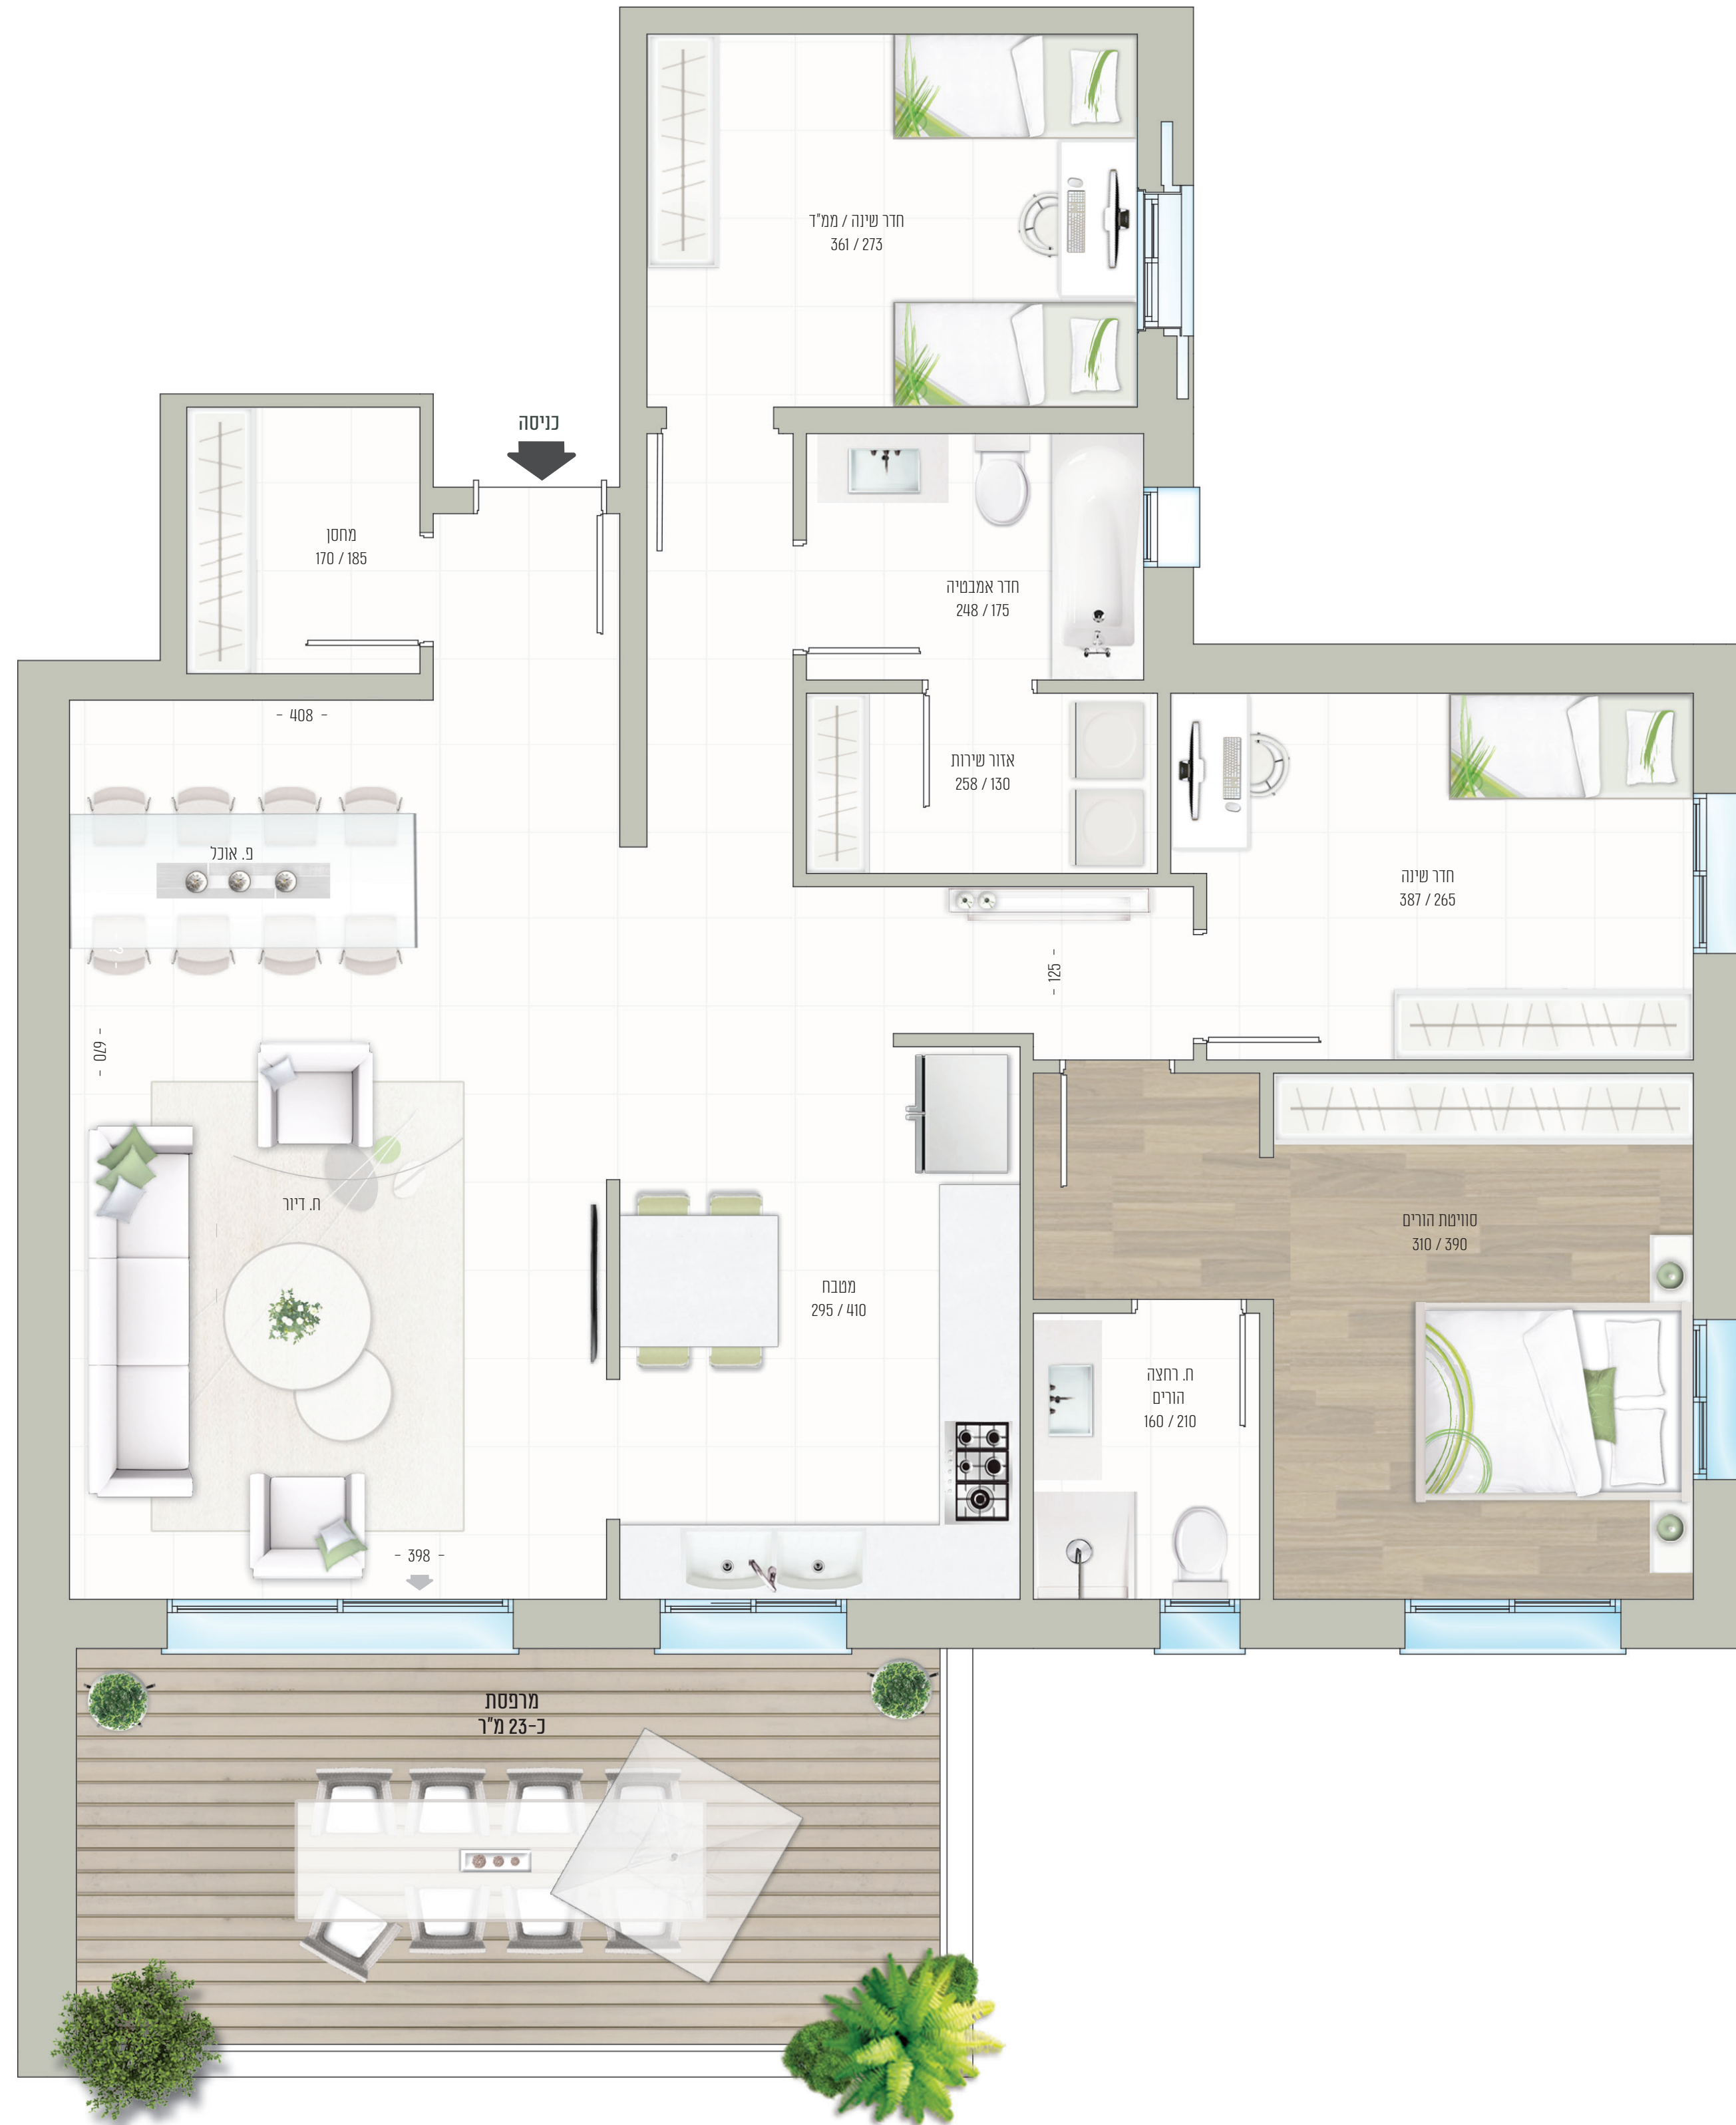 חדר שינה / ממ"ד
361 / 273
כניסה
מחסן
170 / 185
חדר אמבטיה
248 / 175
- 408 -
אזור שירות
258 / 130
פ. אוכל
חדר שינה
387 / 265
- 125 -
- 670 -
ח. דיור
סוויטת הורים
310 / 390
מטבח
295 / 410
ח. רחצה
הורים
160 / 210
- 398 -
מרפסת
כ-23 מ"ר